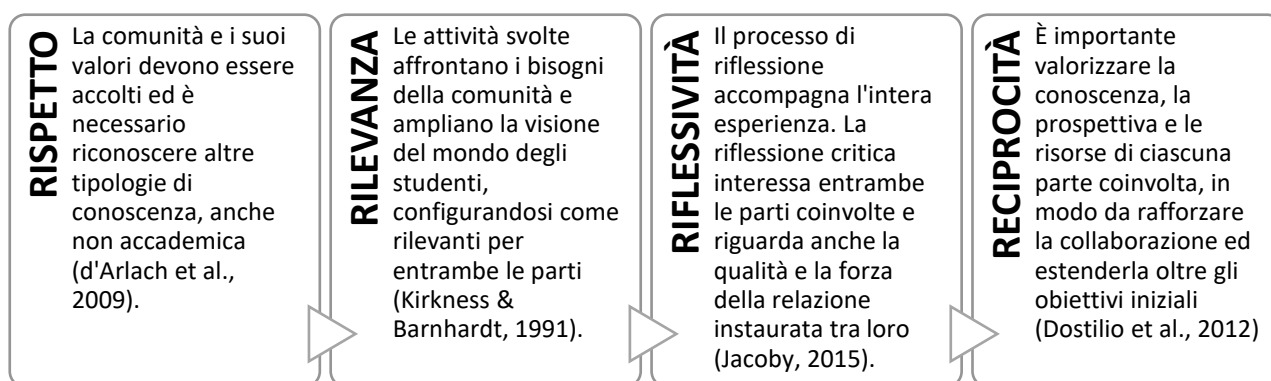 RISPETTO
La comunità e i suoi
valori devono essere
accolti ed è
necessario
riconoscere altre
tipologie di
conoscenza, anche
non accademica
(d'Arlach et al.,
2009).
RILEVANZA
Le attività svolte
affrontano i bisogni
della comunità e
ampliano la visione
del mondo degli
studenti,
configurandosi come
rilevanti per
entrambe le parti
(Kirkness &
Barnhardt, 1991).
RIFLESSIVITÀ
Il processo di
riflessione
accompagna l'intera
esperienza. La
riflessione critica
interessa entrambe
le parti coinvolte e
riguarda anche la
qualità e la forza
della relazione
instaurata tra loro
(Jacoby, 2015).
RECIPROCITÀ
È importante
valorizzare la
conoscenza, la
prospettiva e le
risorse di ciascuna
parte coinvolta, in
modo da rafforzare
la collaborazione ed
estenderla oltre gli
obiettivi iniziali
(Dostilio et al., 2012)